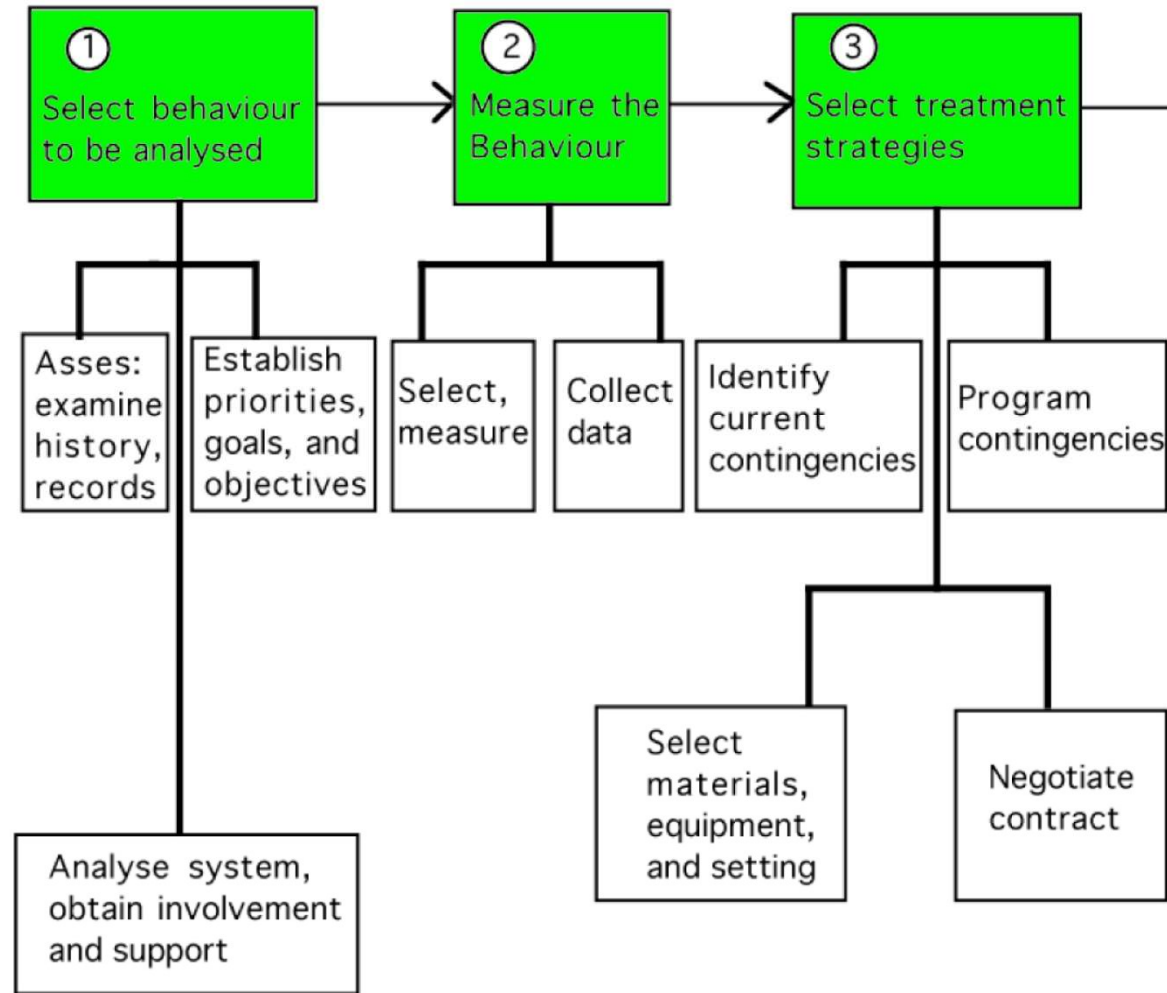 1
Select behaviour
to be analysed
2
Measure the
Behaviour
3
Select treatment
strategies
Asses:
examine
history,
records
Establish
priorities,
goals, and
objectives
Select,
measure
Collect
data
Identify
current
contingencies
Program
contingencies
Analyse system,
obtain involvement
and support
Select
materials,
equipment,
and setting
Negotiate
contract